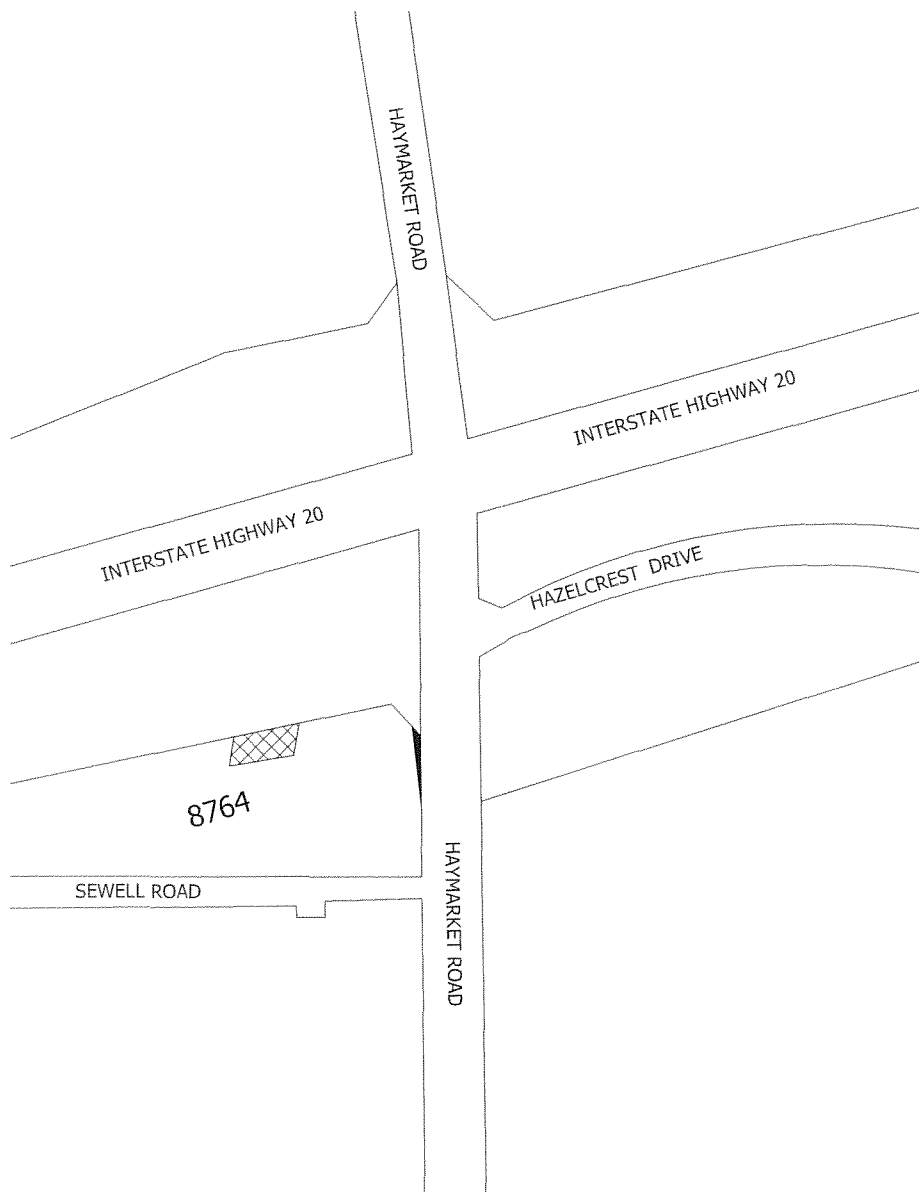 HAYMARKET ROAD
INTERSTATE HIGHWAY 20
INTERSTATE HIGHWAY 20
HAZELCREST DRIVE
8764
SEWELL ROAD
HAYMARKET ROAD